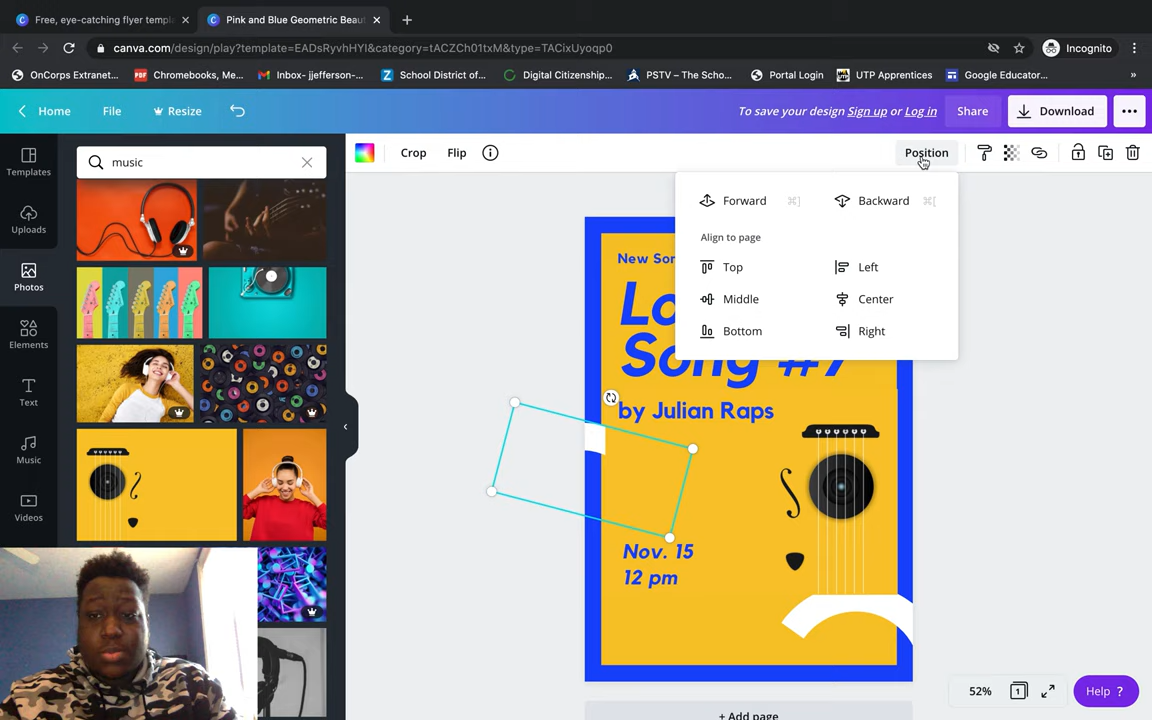 Free, eye-catching flyer templ
Pink and Blue Geometric Beaut
canva.com/design/play?template=EADsRyvhHYI&category=tACZCh01txM&type=TACixUyoqp0
Incognito
OnCorps Extranet...
PDF
Chromebooks, Me...
Inbox- jjefferson-...
School District of...
Digital Citizenship...
PSTV – The Scho...
Portal Login
UTP
UTP Apprentices
Google Educator...
»
Home
File
Resize
To save your design Sign up or Log in
Share
Download
Templates
Uploads
Photos
Elements
Text
Music
Videos
music
Crop
Flip
Position
Forward ⌘]
Backward ⌘[
Align to page
Top
Left
Middle
Center
Bottom
Right
New Son
Lo
Song #7
by Julian Raps
Nov. 15
12 pm
+ Add page
52%
1
Help ?